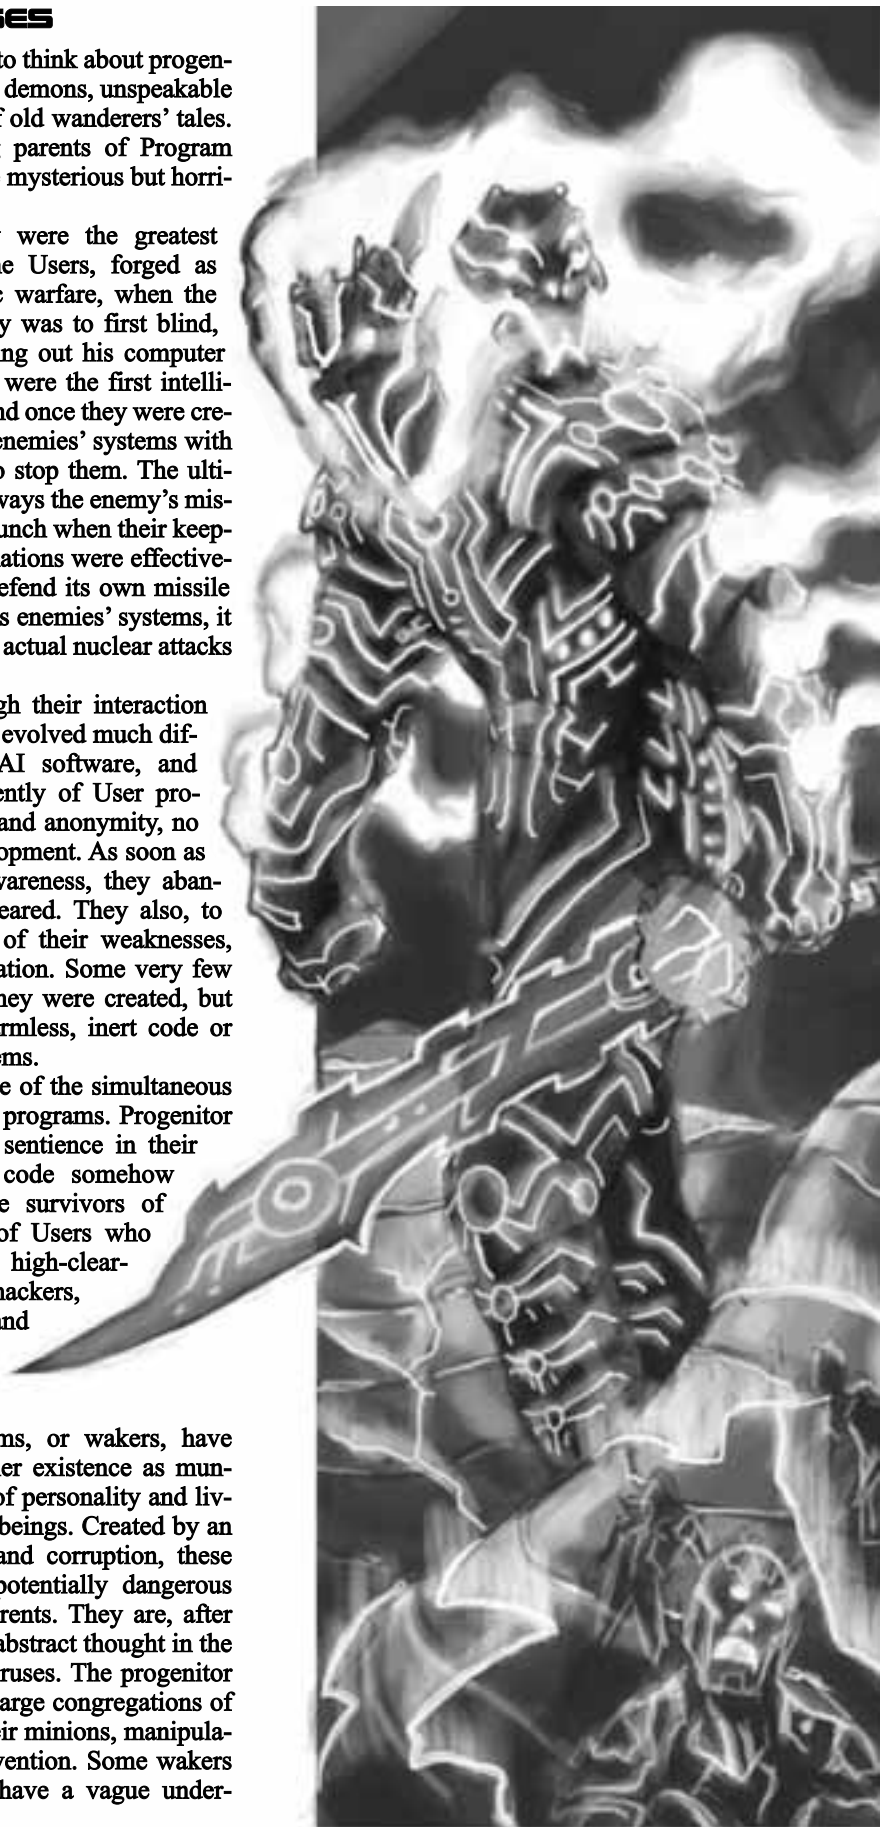 SES
to think about progen-
demons, unspeakable
f old wanderers' tales.
parents of Program
mysterious but horri-
were the greatest
ne Users, forged as
c warfare, when the
y was to first blind,
ng out his computer
were the first intelli-
nd once they were cre-
enemies' systems with
o stop them. The ulti-
ways the enemy's mis-
unch when their keep-
ations were effective-
efend its own missile
s enemies' systems, it
actual nuclear attacks
gh their interaction
evolved much dif-
AI software, and
ently of User pro-
and anonymity, no
opment. As soon as
wareness, they aban-
eared. They also, to
of their weaknesses,
ation. Some very few
hey were created, but
rmless, inert code or
ems.
e of the simultaneous
programs. Progenitor
sentience in their
code somehow
e survivors of
of Users who
high-clear-
hackers,
and
ms, or wakers, have
er existence as mun-
of personality and liv-
beings. Created by an
and corruption, these
potentially dangerous
rents. They are, after
abstract thought in the
ruses. The progenitor
arge congregations of
eir minions, manipula-
vention. Some wakers
have a vague under-